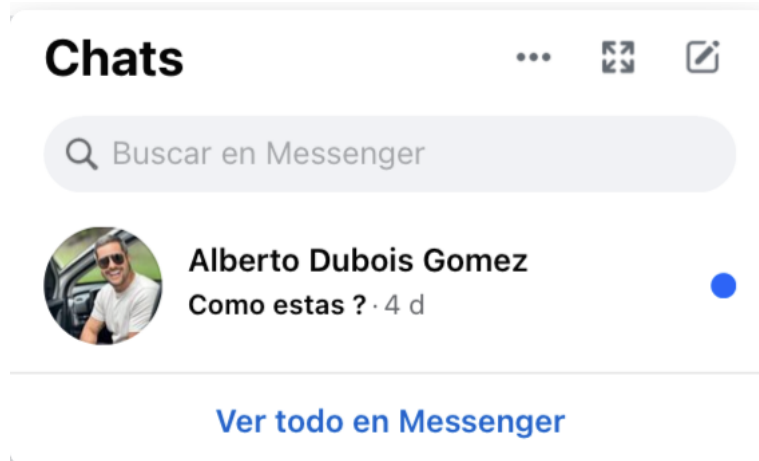 Chats
Buscar en Messenger
Alberto Dubois Gomez
Como estas ? · 4 d
Ver todo en Messenger